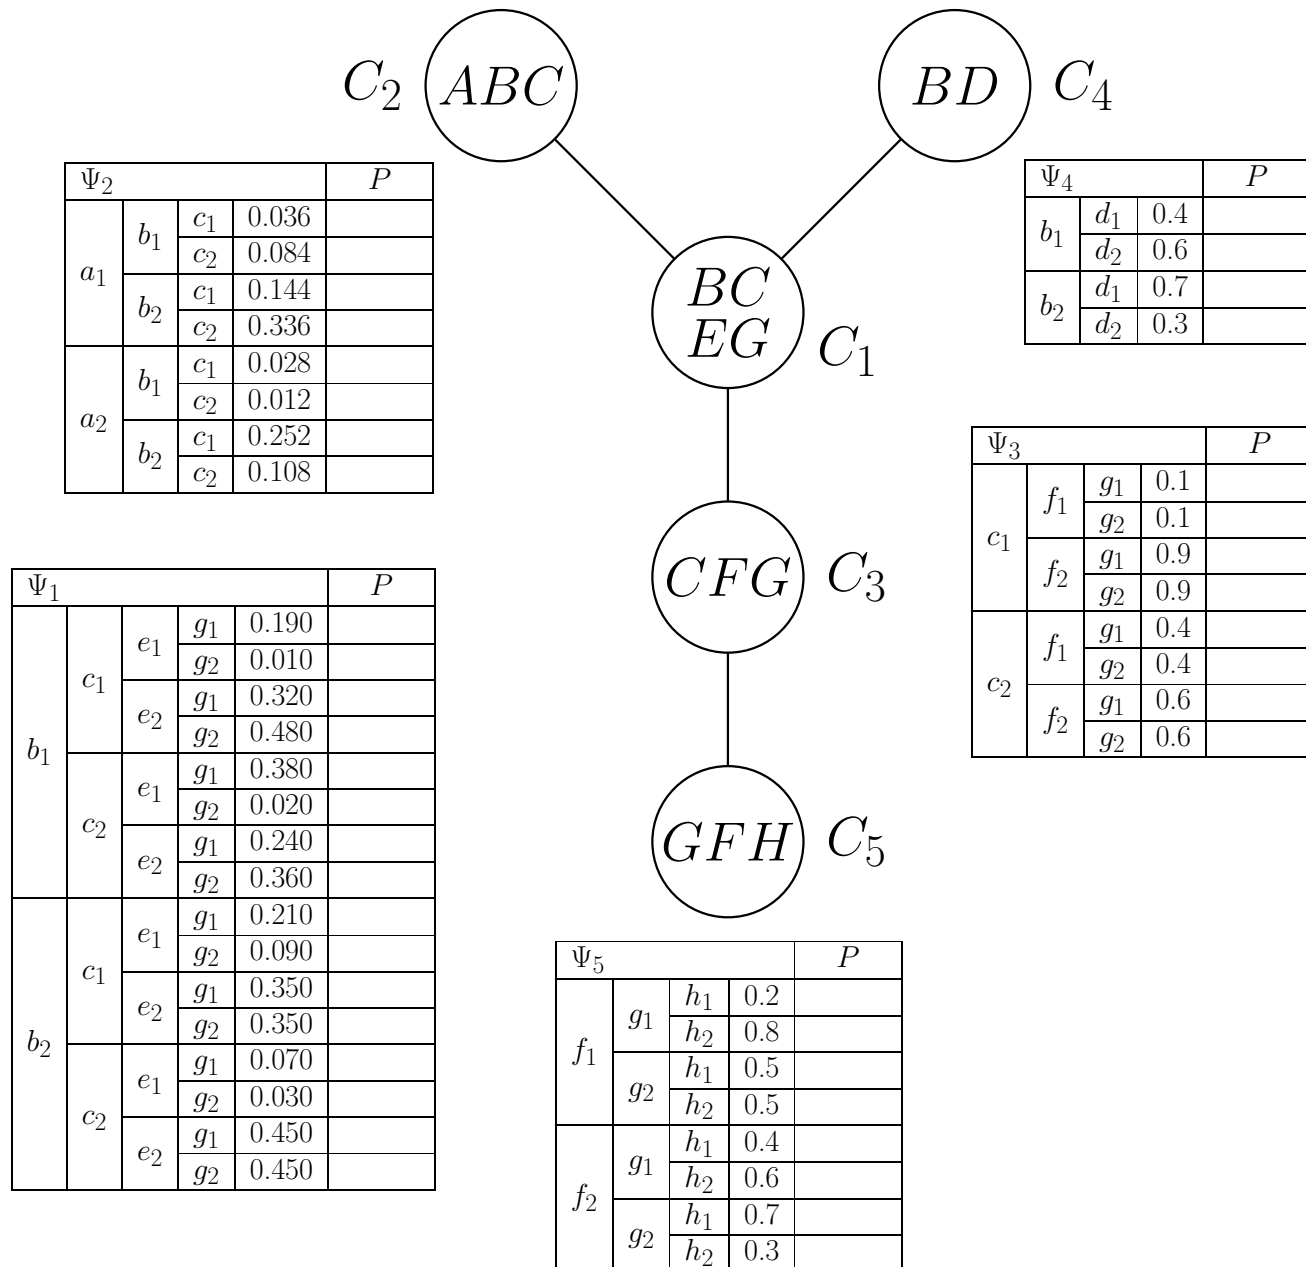 C2 ABC
BD C4
BC
EG
C1
CFG C3
GFH C5
Ψ2 P
a1 b1 c1 0.036
c2 0.084
b2 c1 0.144
c2 0.336
a2 b1 c1 0.028
c2 0.012
b2 c1 0.252
c2 0.108
Ψ4 P
b1 d1 0.4
d2 0.6
b2 d1 0.7
d2 0.3
Ψ3 P
c1 f1 g1 0.1
g2 0.1
f2 g1 0.9
g2 0.9
c2 f1 g1 0.4
g2 0.4
f2 g1 0.6
g2 0.6
Ψ1 P
b1 c1 e1 g1 0.190
g2 0.010
e2 g1 0.320
g2 0.480
c2 e1 g1 0.380
g2 0.020
e2 g1 0.240
g2 0.360
b2 c1 e1 g1 0.210
g2 0.090
e2 g1 0.350
g2 0.350
c2 e1 g1 0.070
g2 0.030
e2 g1 0.450
g2 0.450
Ψ5 P
f1 g1 h1 0.2
h2 0.8
g2 h1 0.5
h2 0.5
f2 g1 h1 0.4
h2 0.6
g2 h1 0.7
h2 0.3